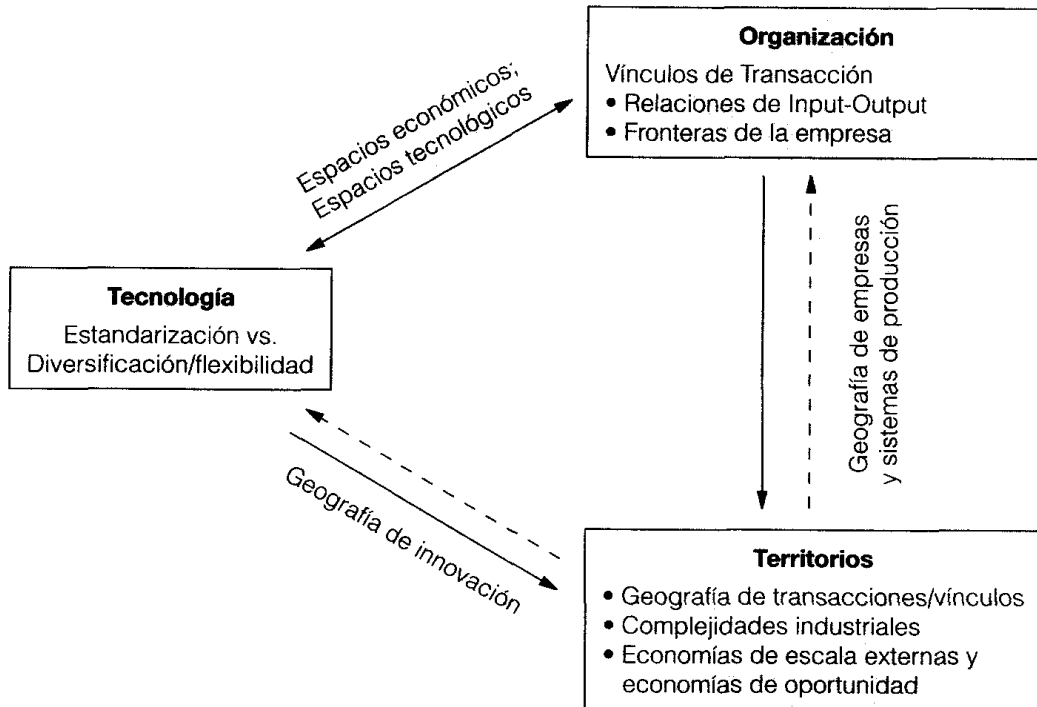 Organización
Vínculos de Transacción
• Relaciones de Input-Output
• Fronteras de la empresa
Espacios económicos;
Espacios tecnológicos
Tecnología
Estandarización vs.
Diversificación/flexibilidad
Geografía de empresas
y sistemas de producción
Geografía de innovación
Territorios
• Geografía de transacciones/vínculos
• Complejidades industriales
• Economías de escala externas y
economías de oportunidad